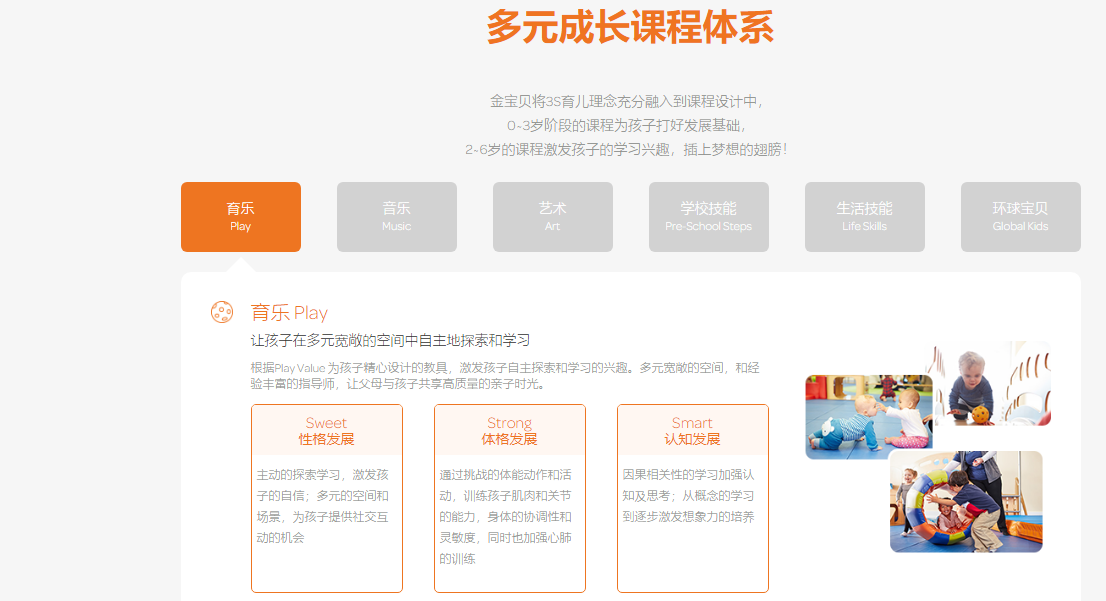 多元成长课程体系
金宝贝将3S育儿理念充分融入到课程设计中，
0-3岁阶段的课程为孩子打好发展基础，
2-6岁的课程激发孩子的学习兴趣，插上梦想的翅膀！
育乐
Play
音乐
Music
艺术
Art
学校技能
Pre-School Steps
生活技能
Life Skills
环球宝贝
Global Kids
育乐 Play
让孩子在多元宽敞的空间中自主地探索和学习
根据Play Value 为孩子精心设计的教具，激发孩子自主探索和学习的兴趣。多元宽敞的空间，和经
验丰富的指导师，让父母与孩子共享高质量的亲子时光。
Sweet
性格发展
主动的探索学习，激发孩
子的自信；多元的空间和
场景，为孩子提供社交互
动的机会
Strong
体格发展
通过挑战的体能动作和活
动，训练孩子肌肉和关节
的能力，身体的协调性和
灵敏度，同时也加强心肺
的训练
Smart
认知发展
因果相关性的学习加强认
知及思考；从概念的学习
到逐步激发想象力的培养